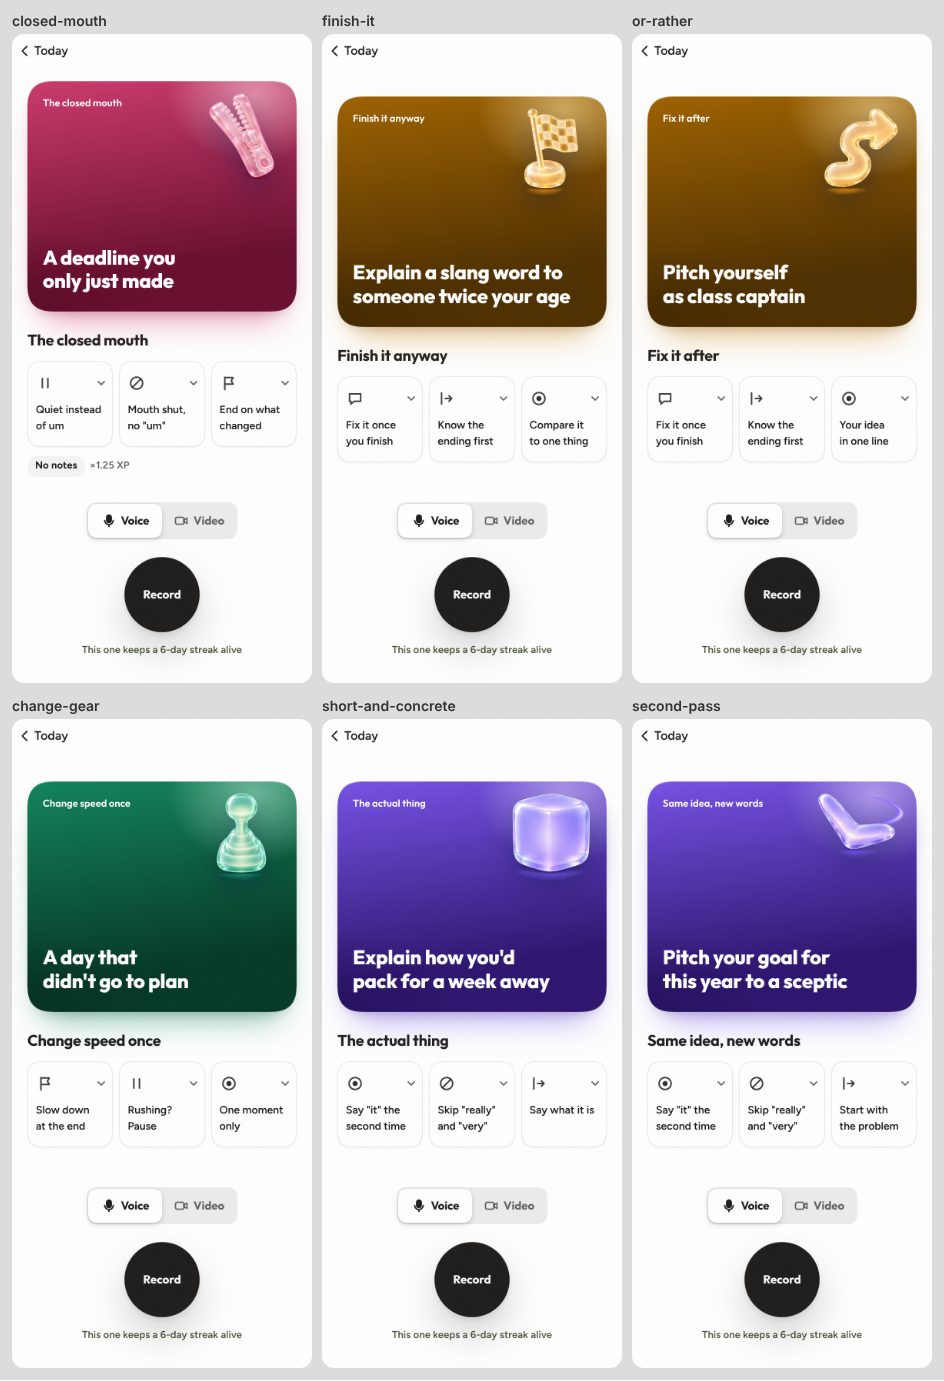 closed-mouth
Today
The closed mouth
A deadline you
only just made
The closed mouth
Quiet instead
of um
Mouth shut,
no "um"
End on what
changed
No notes ×1.25 XP
Voice Video
Record
This one keeps a 6-day streak alive
finish-it
Today
Finish it anyway
Explain a slang word to
someone twice your age
Finish it anyway
Fix it once
you finish
Know the
ending first
Compare it
to one thing
Voice Video
Record
This one keeps a 6-day streak alive
or-rather
Today
Fix it after
Pitch yourself
as class captain
Fix it after
Fix it once
you finish
Know the
ending first
Your idea
in one line
Voice Video
Record
This one keeps a 6-day streak alive
change-gear
Today
Change speed once
A day that
didn't go to plan
Change speed once
Slow down
at the end
Rushing?
Pause
One moment
only
Voice Video
Record
This one keeps a 6-day streak alive
short-and-concrete
Today
The actual thing
Explain how you'd
pack for a week away
The actual thing
Say "it" the
second time
Skip "really"
and "very"
Say what it is
Voice Video
Record
This one keeps a 6-day streak alive
second-pass
Today
Same idea, new words
Pitch your goal for
this year to a sceptic
Same idea, new words
Say "it" the
second time
Skip "really"
and "very"
Start with
the problem
Voice Video
Record
This one keeps a 6-day streak alive